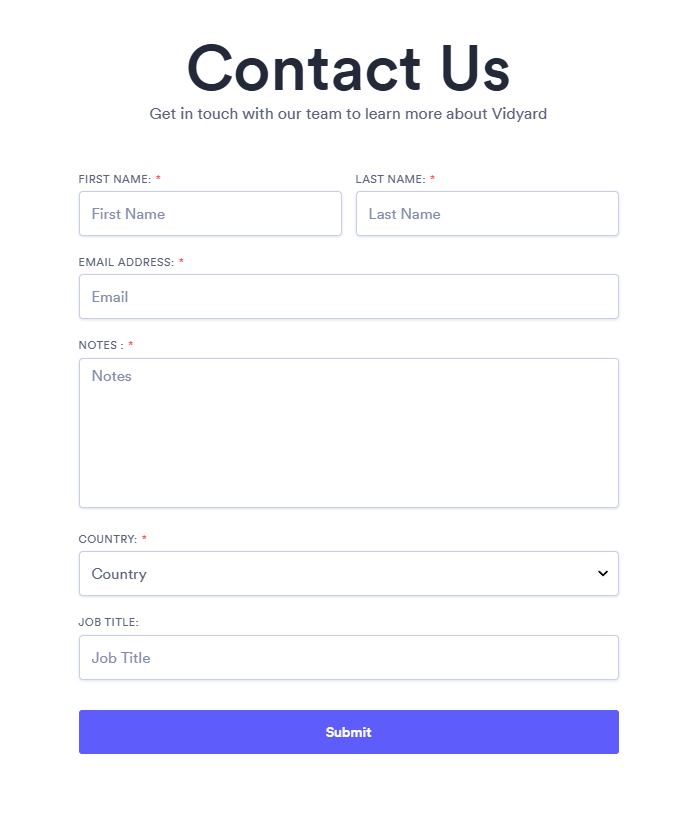 Contact Us
Get in touch with our team to learn more about Vidyard
FIRST NAME: * LAST NAME: *
First Name Last Name
EMAIL ADDRESS: *
Email
NOTES : *
Notes
COUNTRY: *
Country
JOB TITLE:
Job Title
Submit